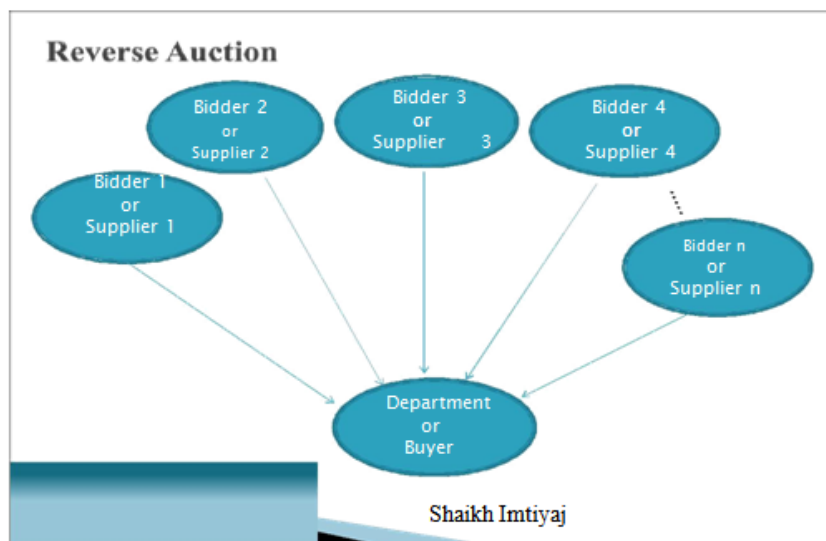 Reverse Auction
Bidder 1
or
Supplier 1
Bidder 2
or
Supplier 2
Bidder 3
or
Supplier 3
Bidder 4
or
Supplier 4
Bidder n
or
Supplier n
Department
or
Buyer
Shaikh Imtiyaj